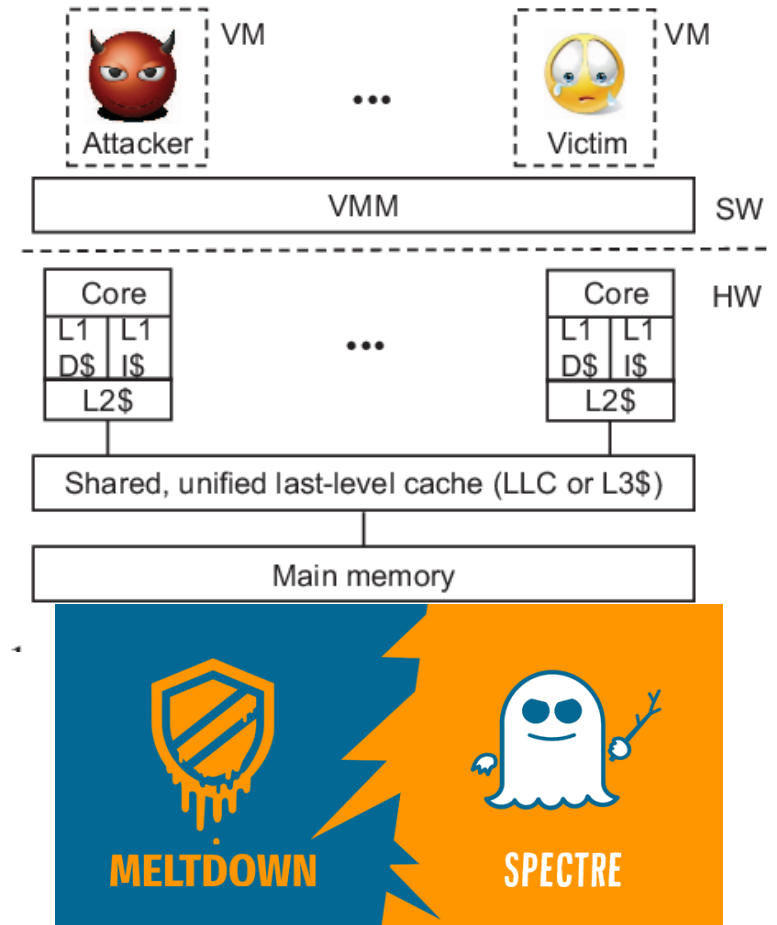 VM
VM
Attacker
•••
Victim
VMM
SW
Core
Core
HW
L1 L1
D$ I$
•••
L1 L1
D$ I$
L2$
L2$
Shared, unified last-level cache (LLC or L3$)
Main memory
MELTDOWN
SPECTRE